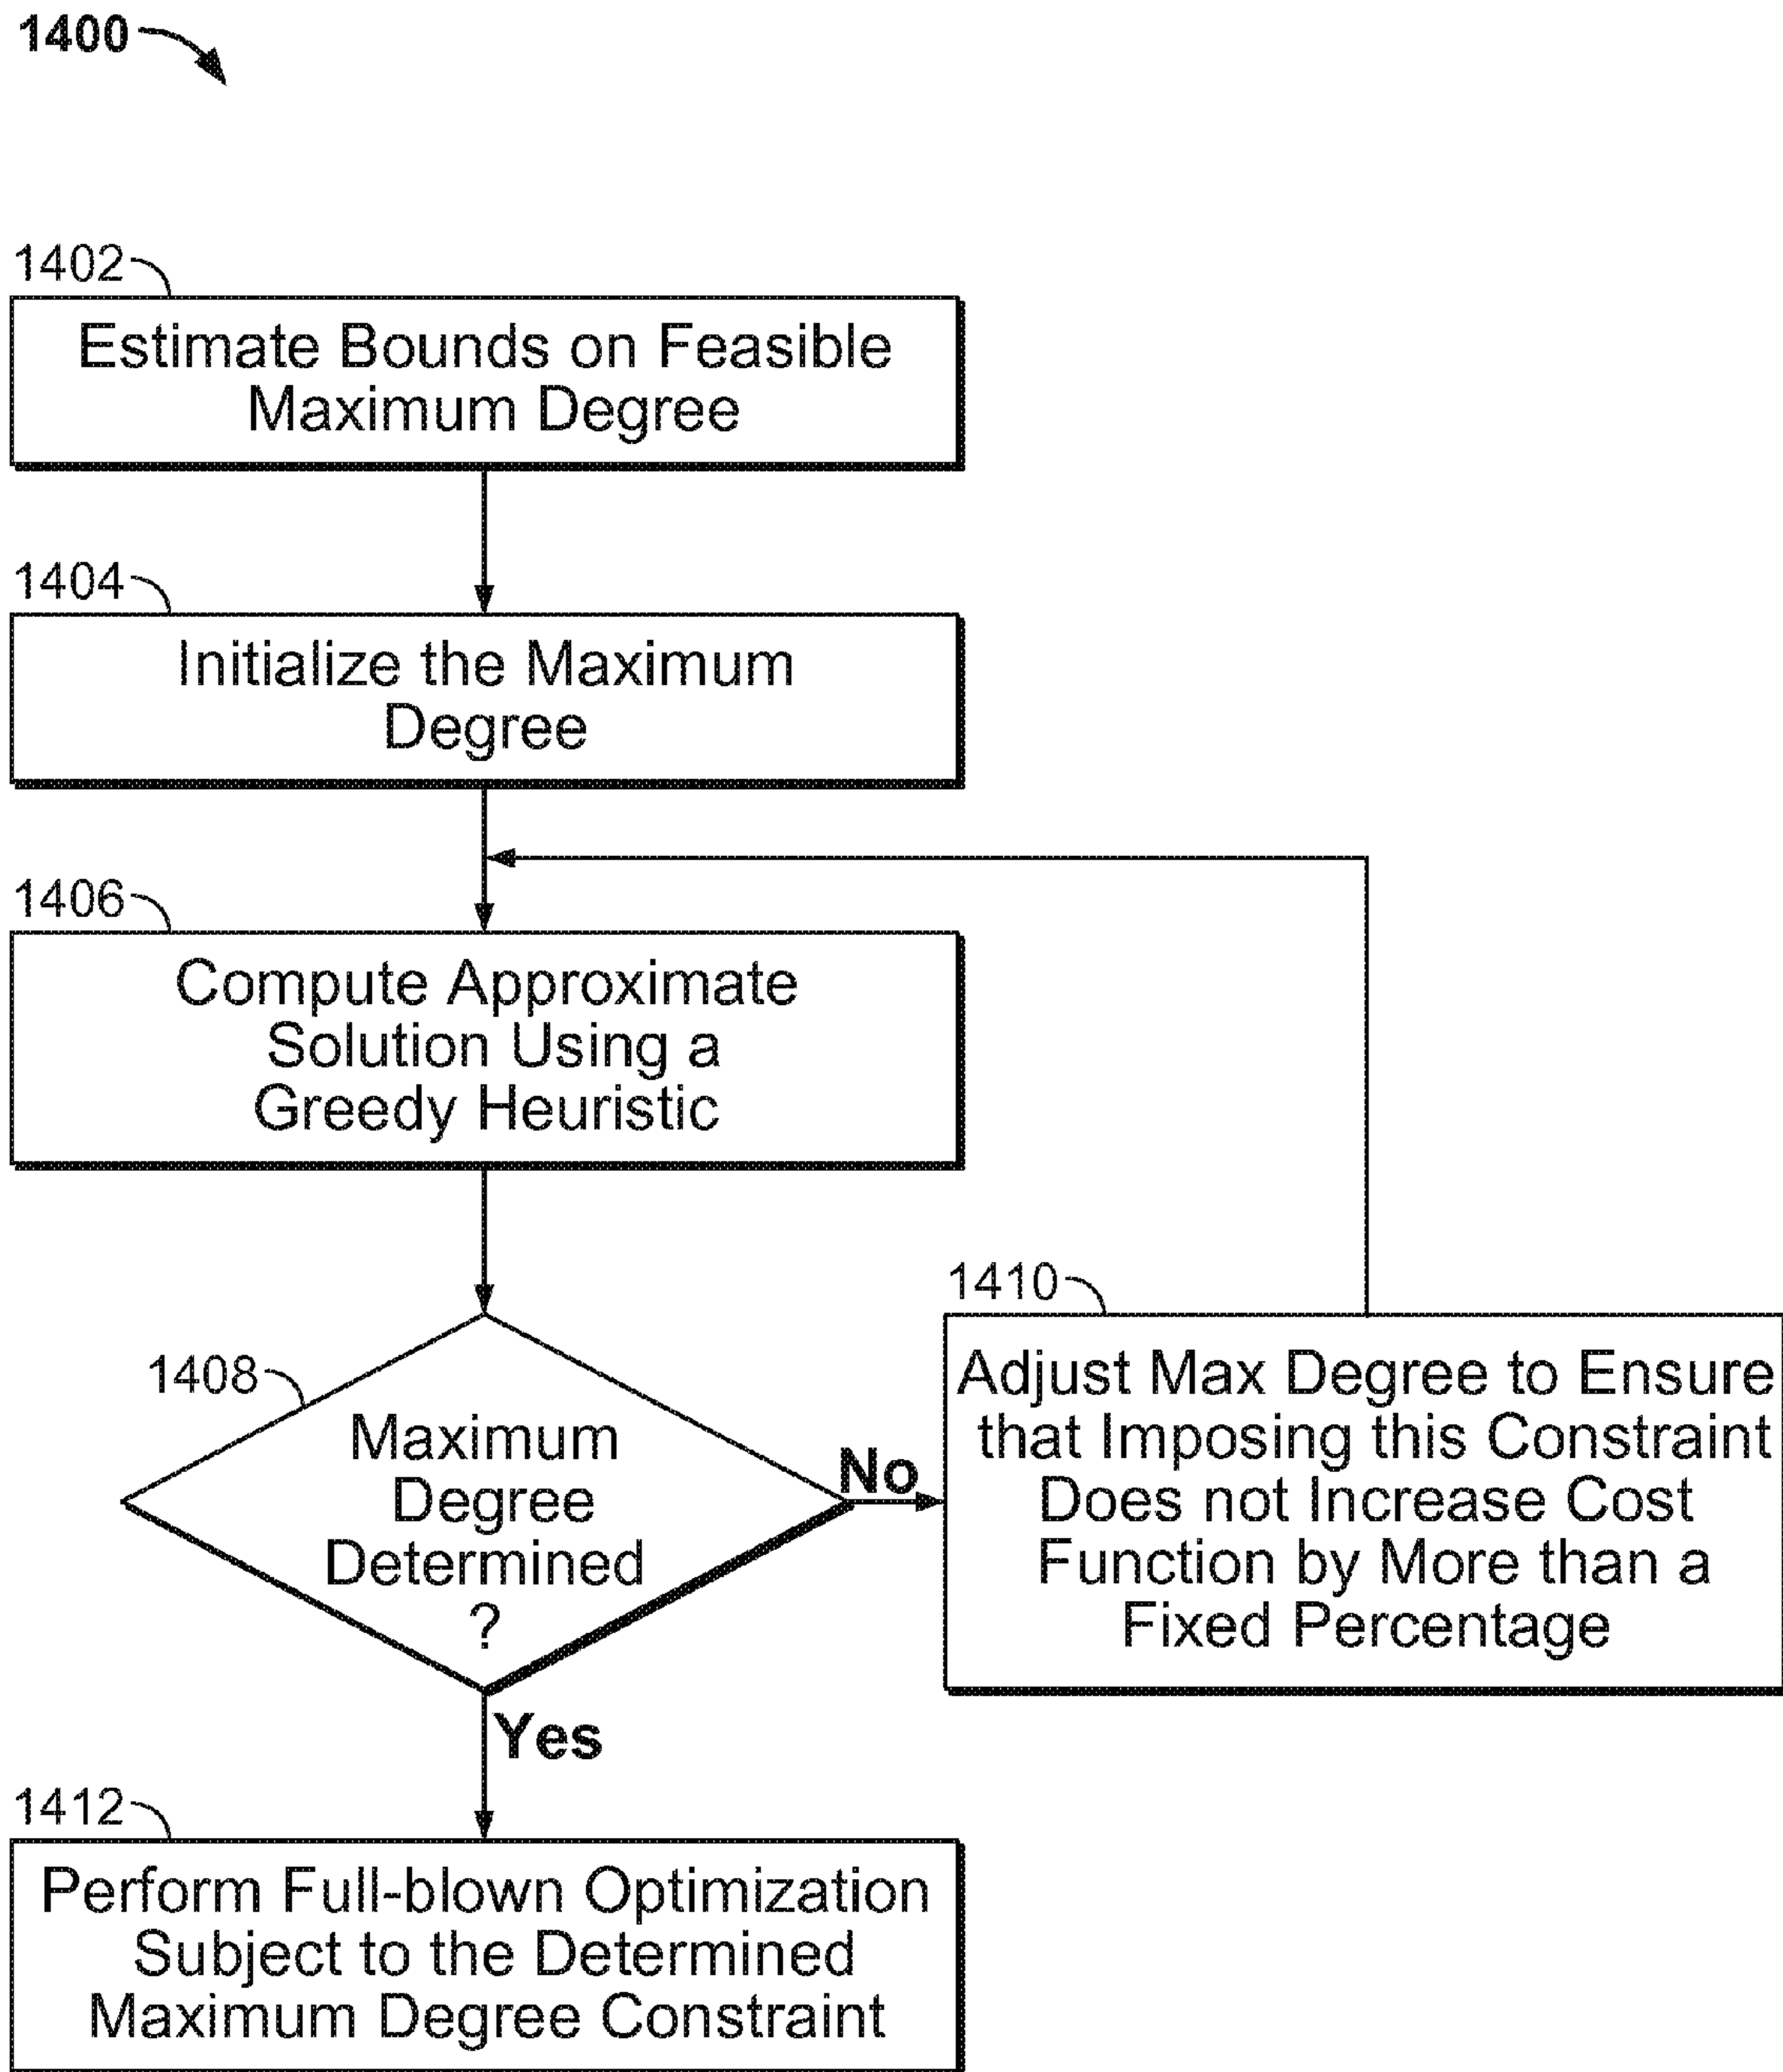 1400
1402
Estimate Bounds on Feasible
Maximum Degree
1404
Initialize the Maximum
Degree
1406
Compute Approximate
Solution Using a
Greedy Heuristic
1408
Maximum
Degree
Determined
?
No
1410
Adjust Max Degree to Ensure
that Imposing this Constraint
Does not Increase Cost
Function by More than a
Fixed Percentage
Yes
1412
Perform Full-blown Optimization
Subject to the Determined
Maximum Degree Constraint